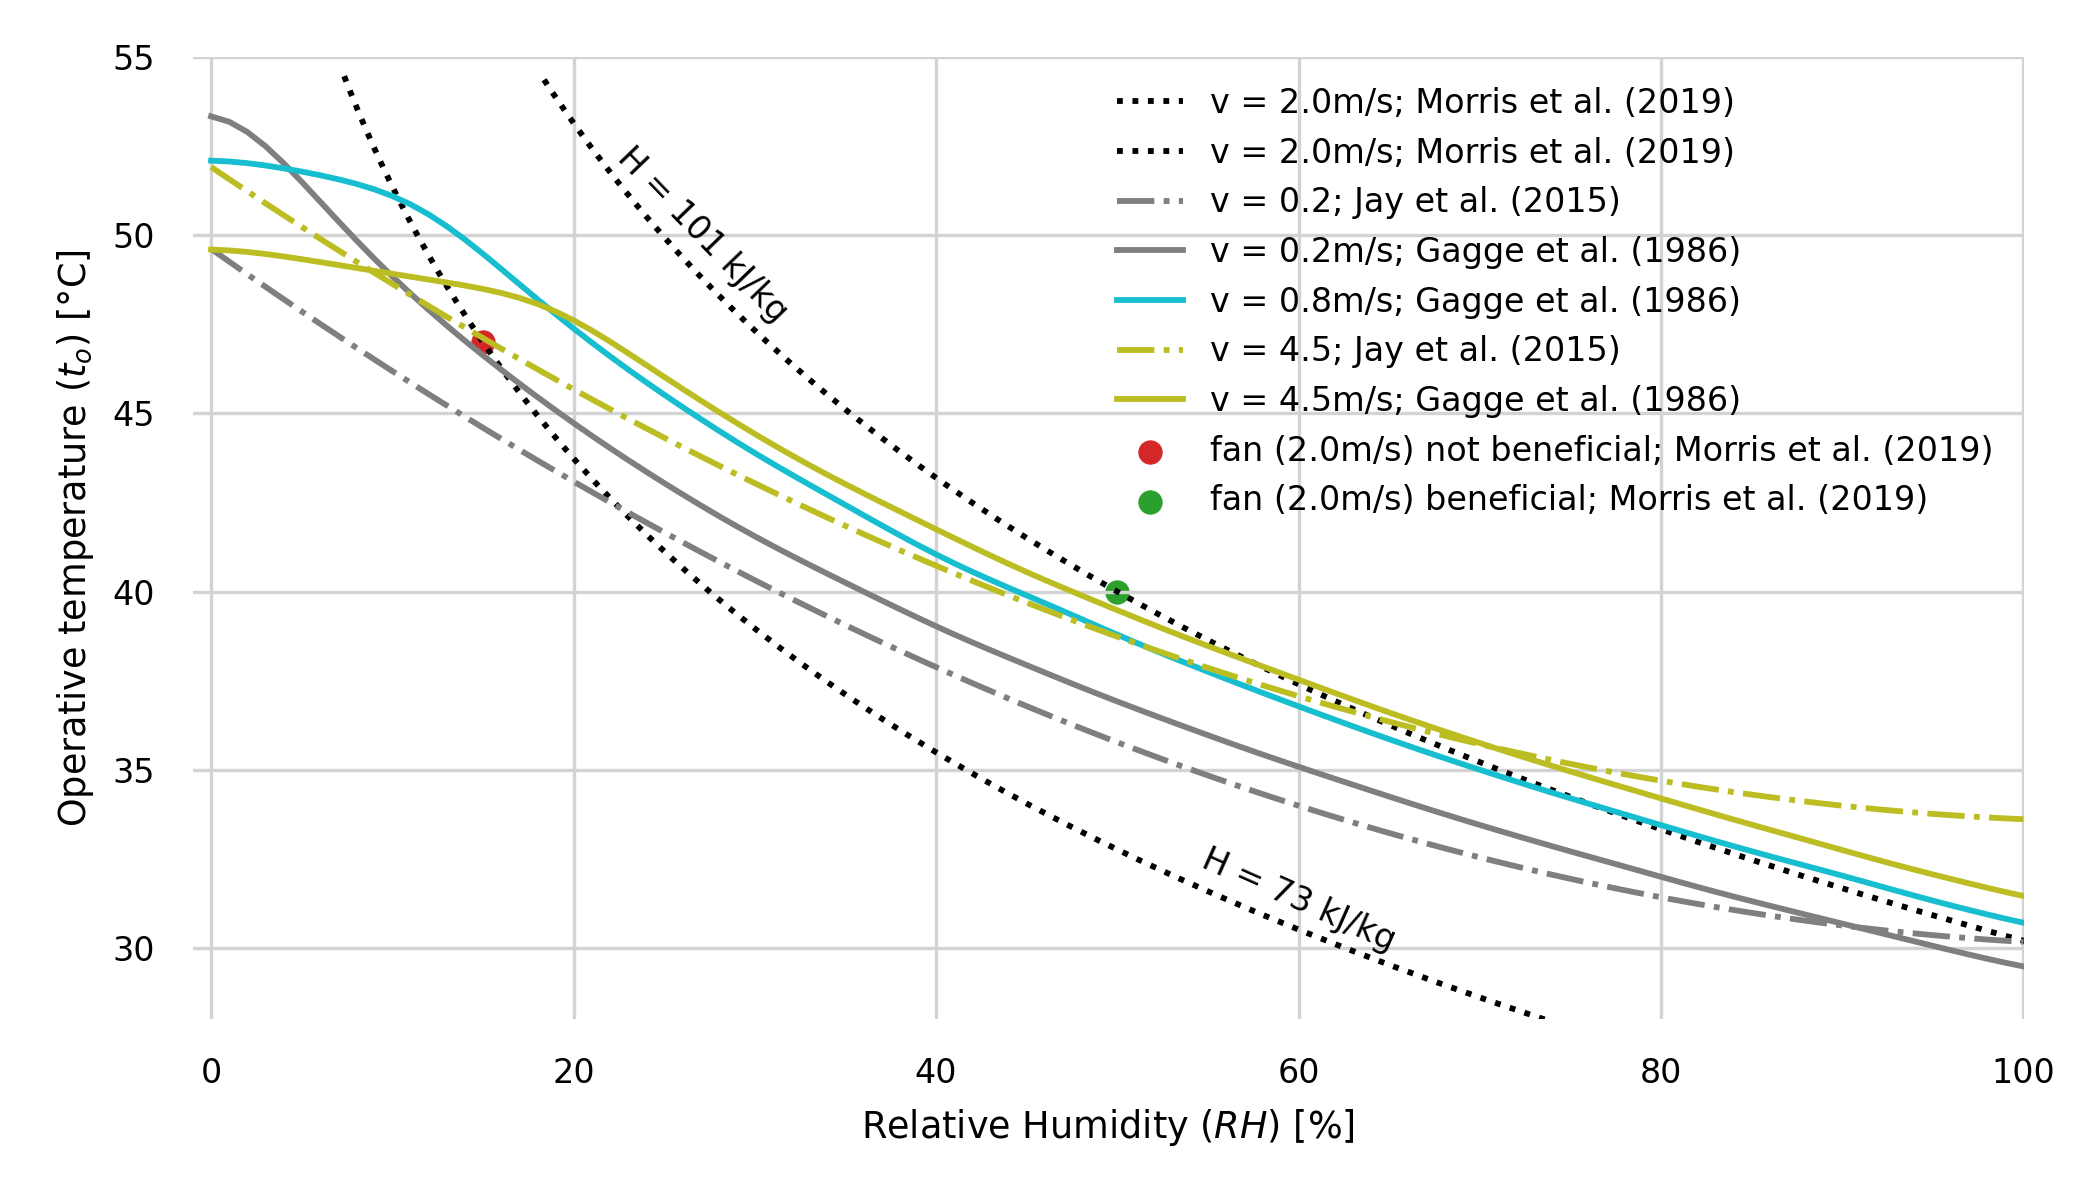 55
50
45
40
35
30
Operative temperature (tₒ) [°C]
H = 101 kJ/kg
H = 73 kJ/kg
v = 2.0m/s; Morris et al. (2019)
v = 2.0m/s; Morris et al. (2019)
v = 0.2; Jay et al. (2015)
v = 0.2m/s; Gagge et al. (1986)
v = 0.8m/s; Gagge et al. (1986)
v = 4.5; Jay et al. (2015)
v = 4.5m/s; Gagge et al. (1986)
fan (2.0m/s) not beneficial; Morris et al. (2019)
fan (2.0m/s) beneficial; Morris et al. (2019)
0 20 40 60 80 100
Relative Humidity (RH) [%]